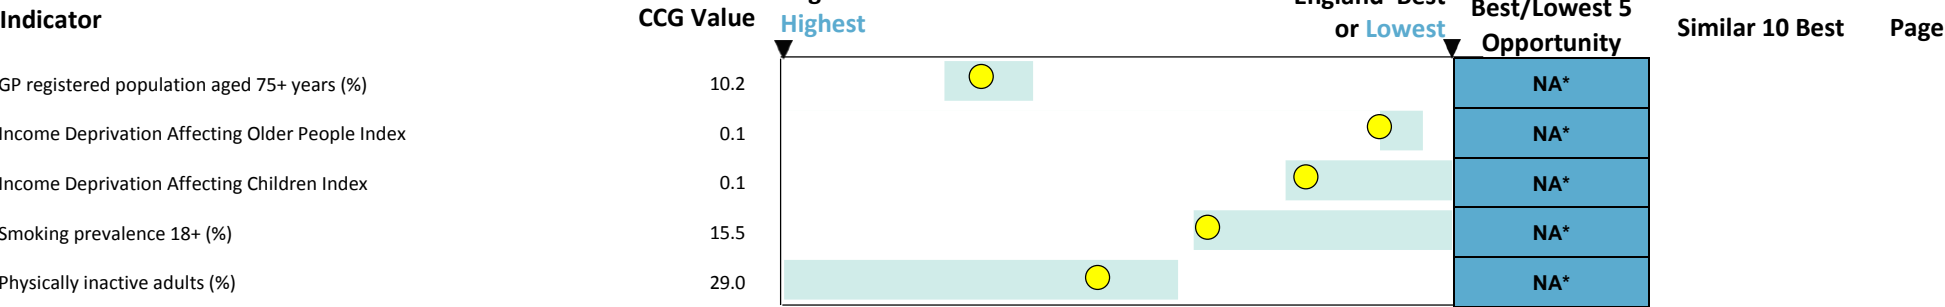 Indicator
CCG Value
Highest
England Best
or Lowest
Best/Lowest 5
Opportunity
Similar 10 Best
Page
GP registered population aged 75+ years (%) 10.2 NA*
Income Deprivation Affecting Older People Index 0.1 NA*
Income Deprivation Affecting Children Index 0.1 NA*
Smoking prevalence 18+ (%) 15.5 NA*
Physically inactive adults (%) 29.0 NA*